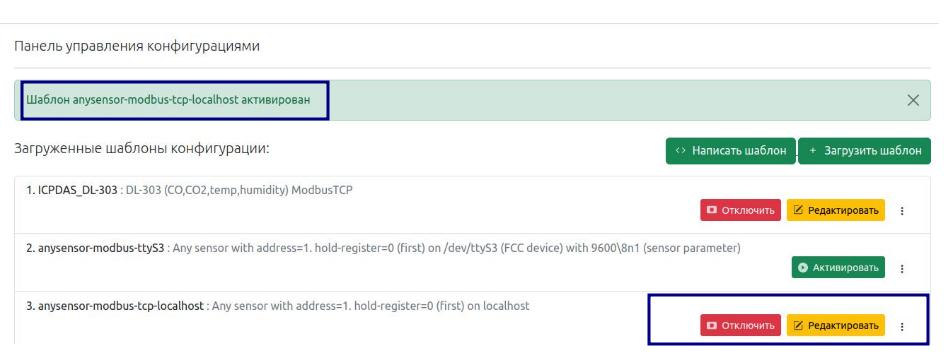 Панель управления конфигурациями
Шаблон anysensor-modbus-tcp-localhost активирован
Загруженные шаблоны конфигурации:
<> Написать шаблон
+ Загрузить шаблон
1. ICPDAS_DL-303 : DL-303 (CO,CO2,temp,humidity) ModbusTCP
Отключить
Редактировать
2. anysensor-modbus-ttyS3 : Any sensor with address=1. hold-register=0 (first) on /dev/ttyS3 (FCC device) with 9600\8n1 (sensor parameter)
Активировать
3. anysensor-modbus-tcp-localhost : Any sensor with address=1. hold-register=0 (first) on localhost
Отключить
Редактировать